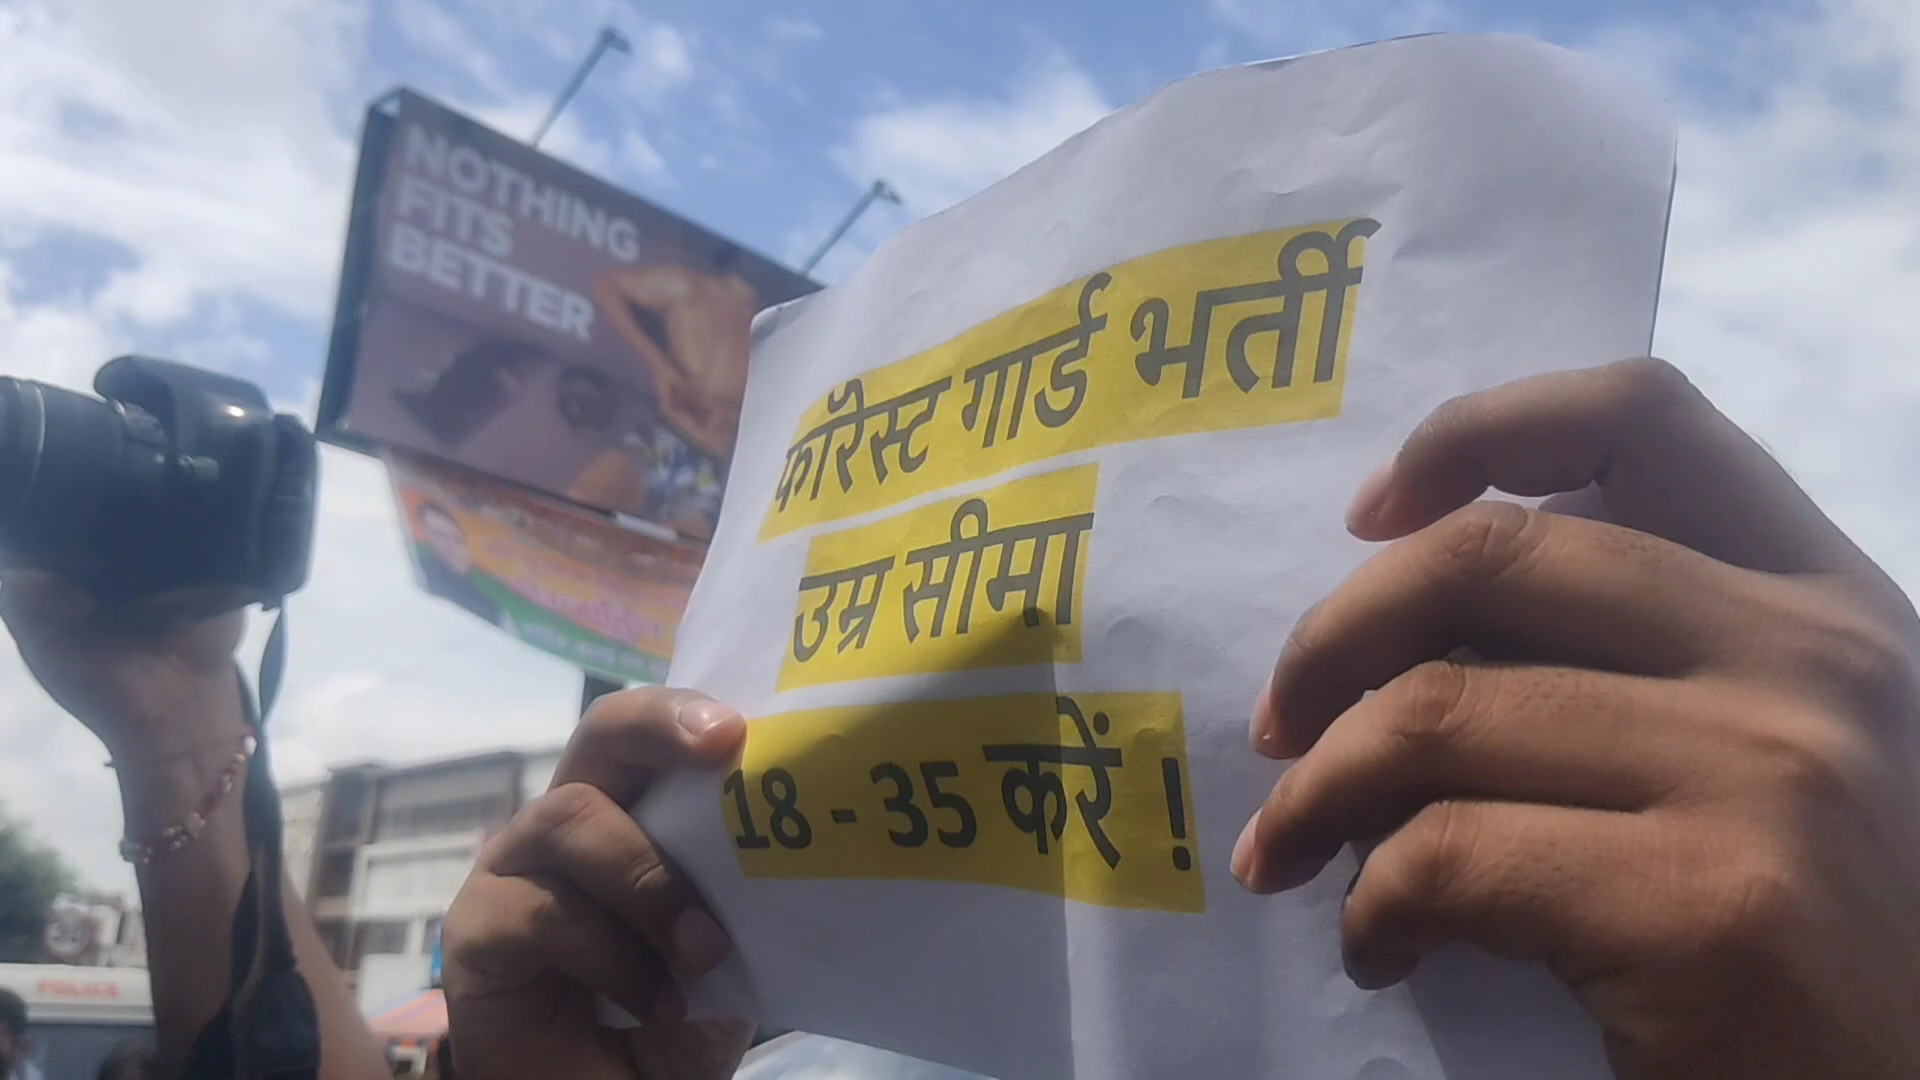 NOTHING
FITS
BETTER
फॉरेस्ट गार्ड भर्ती
उम्र सीमा
18 - 35 करें !
POLICE